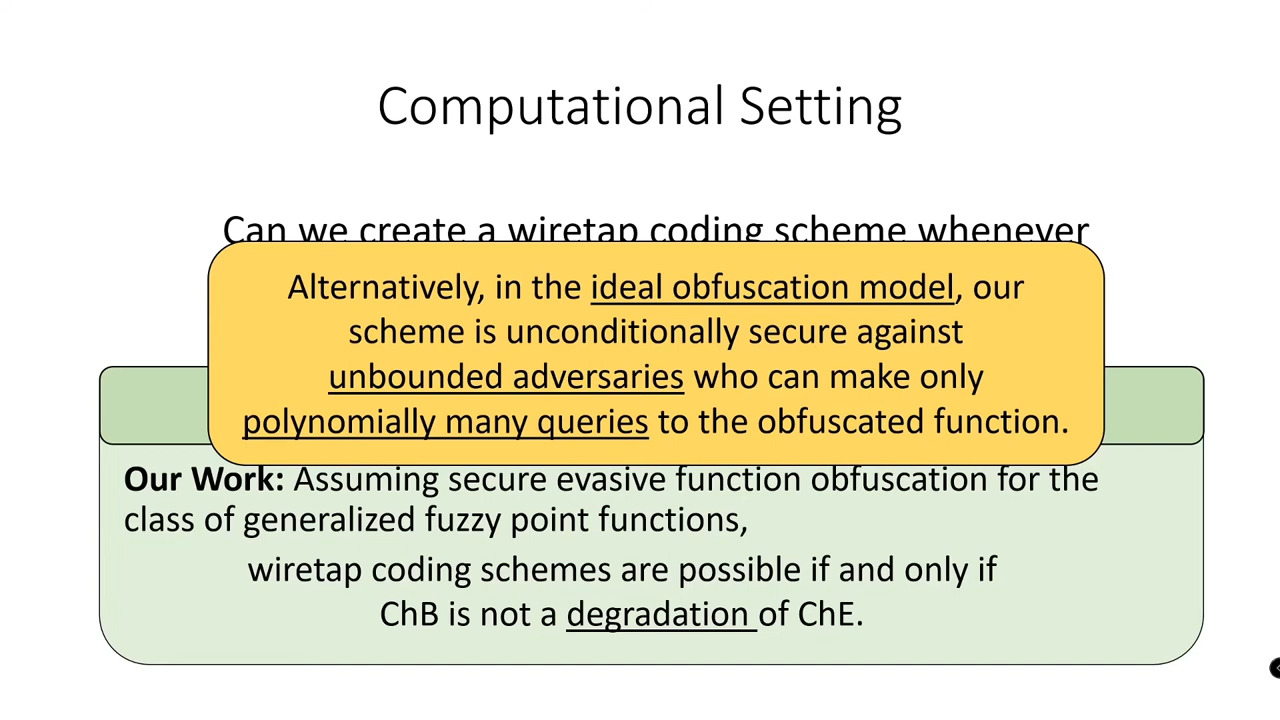 Computational Setting
Can we create a wiretap coding scheme whenever
Alternatively, in the ideal obfuscation model, our
scheme is unconditionally secure against
unbounded adversaries who can make only
polynomially many queries to the obfuscated function.
Our Work: Assuming secure evasive function obfuscation for the
class of generalized fuzzy point functions,
wiretap coding schemes are possible if and only if
ChB is not a degradation of ChE.